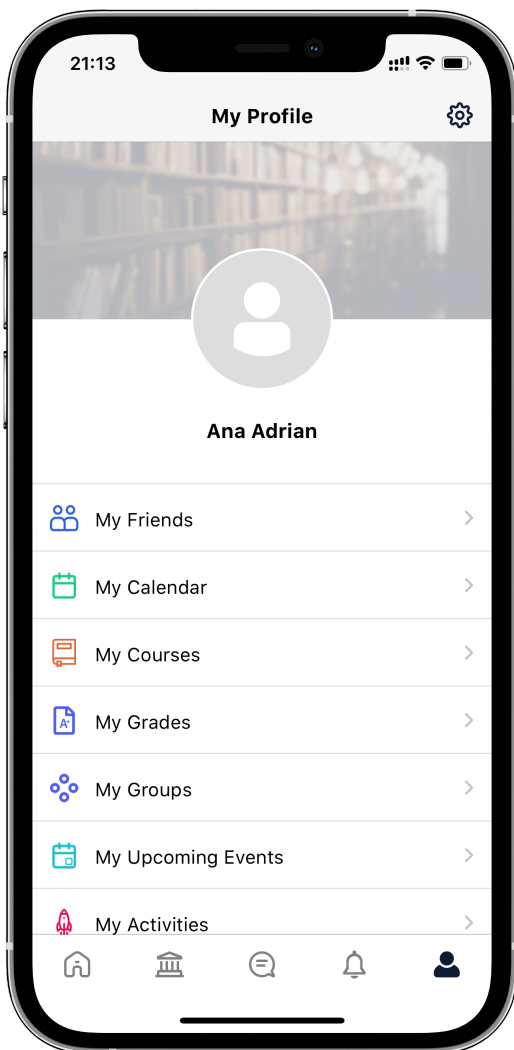 21:13
My Profile
Ana Adrian
My Friends
My Calendar
My Courses
A+
My Grades
My Groups
My Upcoming Events
My Activities